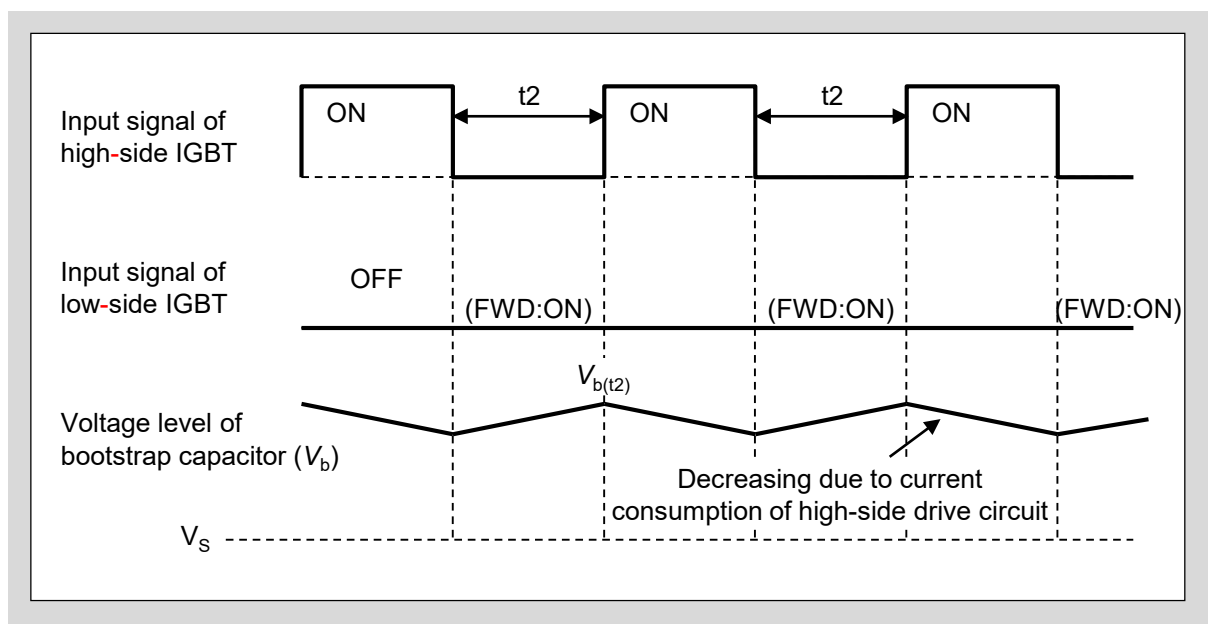 t2
t2
ON
ON
ON
Input signal of
high-side IGBT
Input signal of
low-side IGBT
OFF
(FWD:ON)
(FWD:ON)
(FWD:ON)
Vb(t2)
Voltage level of
bootstrap capacitor (Vb)
Decreasing due to current
consumption of high-side drive circuit
VS